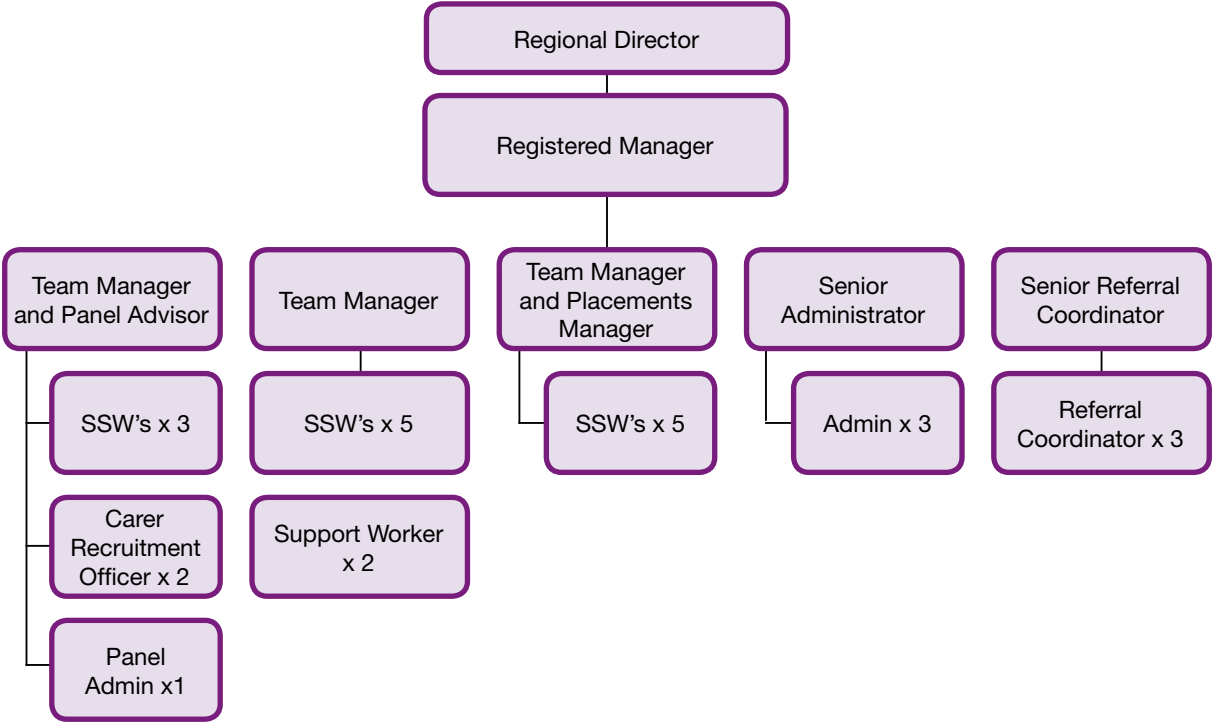 Regional Director
Registered Manager
Team Manager
and Panel Advisor
Team Manager
Team Manager
and Placements
Manager
Senior
Administrator
Senior Referral
Coordinator
SSW’s x 3
SSW’s x 5
SSW’s x 5
Admin x 3
Referral
Coordinator x 3
Carer
Recruitment
Officer x 2
Support Worker
x 2
Panel
Admin x1